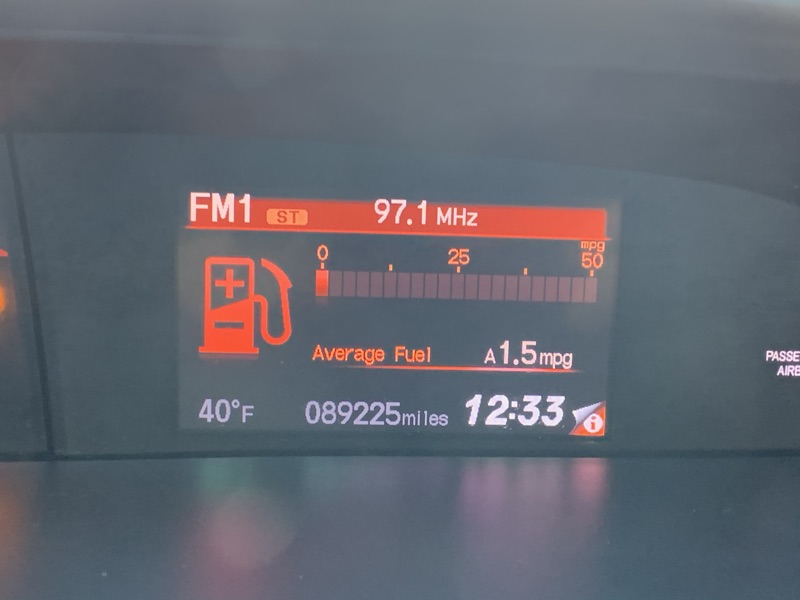 FM1 ST 97.1 MHz
mpg
0 25 50
Average Fuel A 1.5 mpg
40°F 089225 miles 12:33 i
PASSE
AIRB